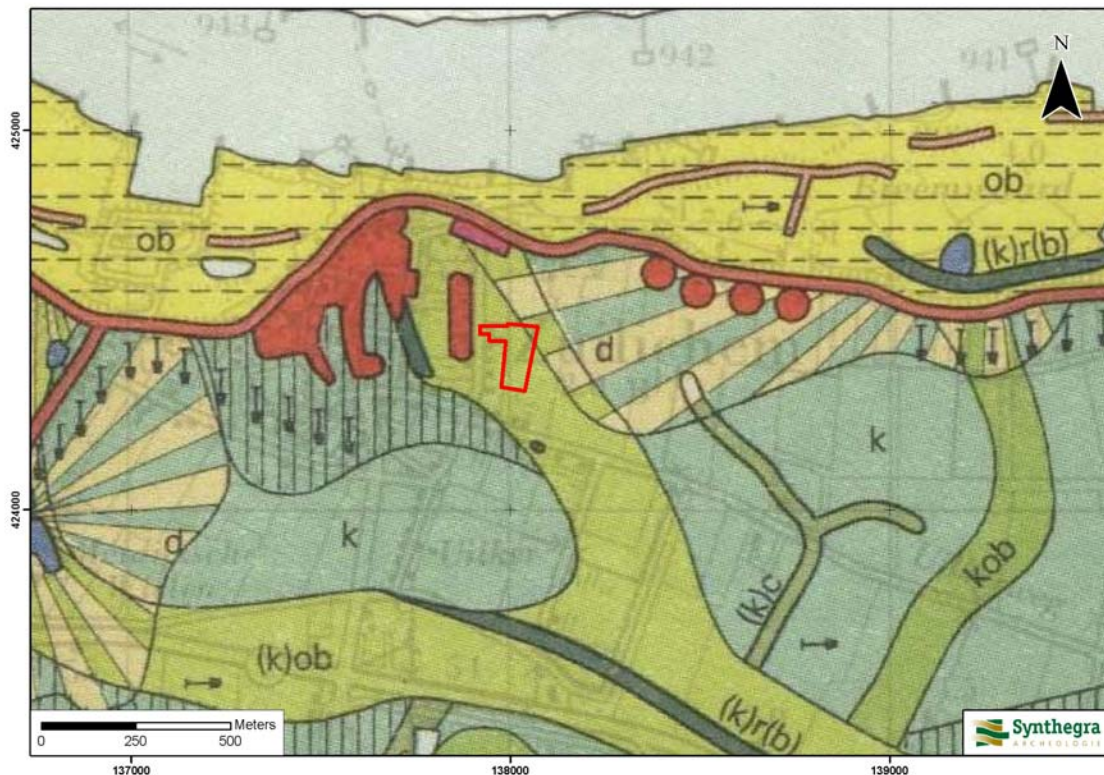 943
942
941
N
425000
ob
ob
(k)r(b)
d
k
424000
k
d
(k)c
kob
(k)ob
(k)r(b)
Meters
0 250 500
Synthegra
ARCHEOLOGIE
137000 138000 139000